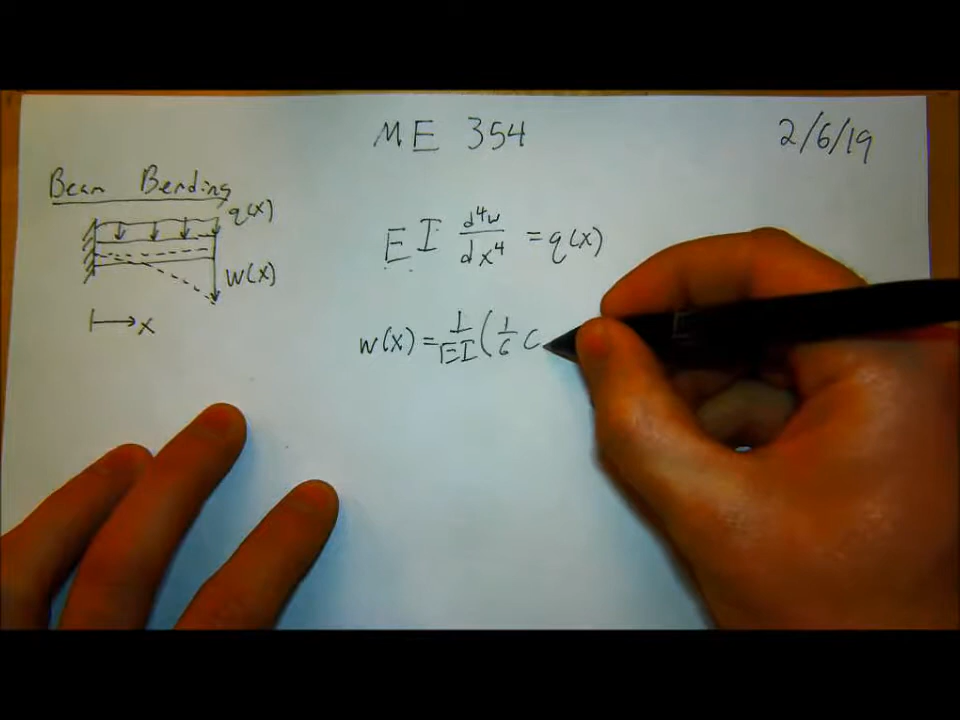 ME 354
2/6/19
Beam Bending
q(x)
w(x)
x
EI d⁴w/dx⁴ = q(x)
w(x) = 1/EI (1/6 C